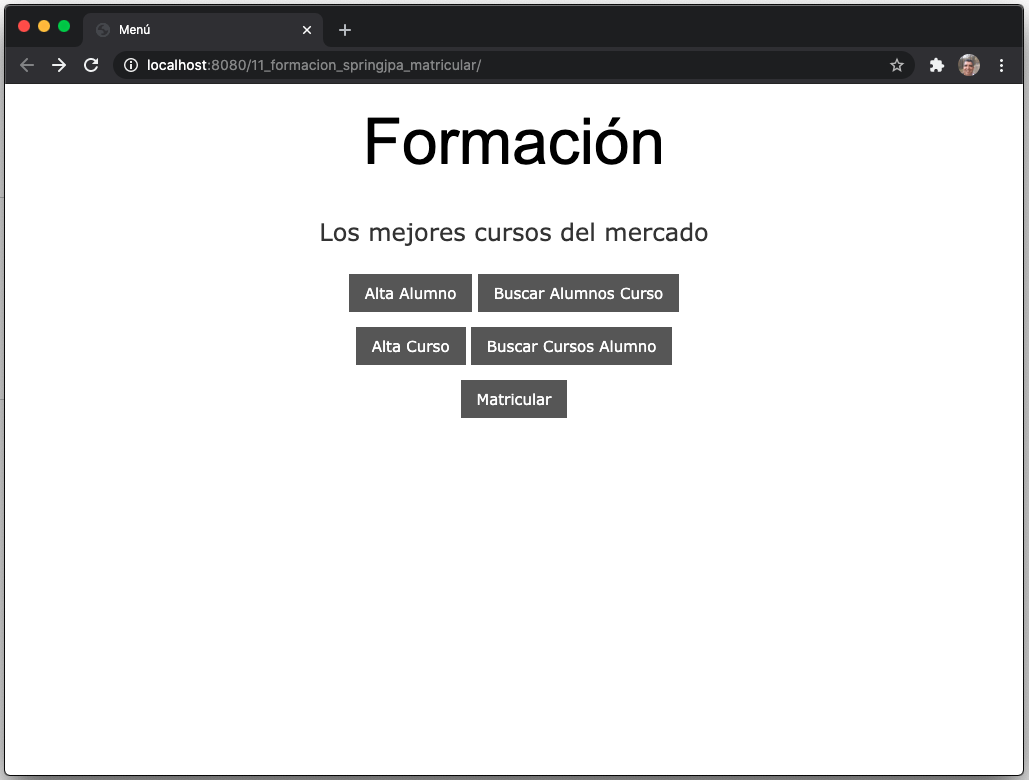 Menú
localhost:8080/11_formacion_springjpa_matricular/
Formación
Los mejores cursos del mercado
Alta Alumno Buscar Alumnos Curso
Alta Curso Buscar Cursos Alumno
Matricular